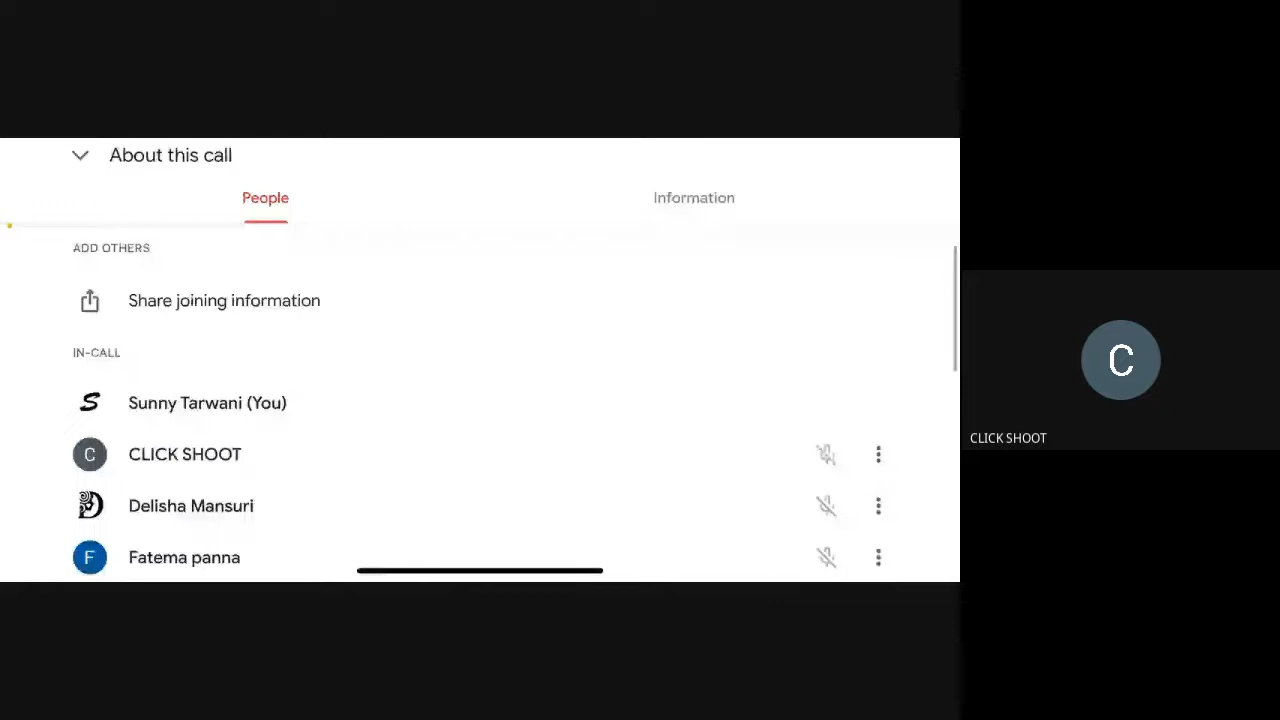 About this call
People
Information
ADD OTHERS
Share joining information
IN-CALL
S
Sunny Tarwani (You)
C
CLICK SHOOT
D
Delisha Mansuri
F
Fatema panna
C
CLICK SHOOT